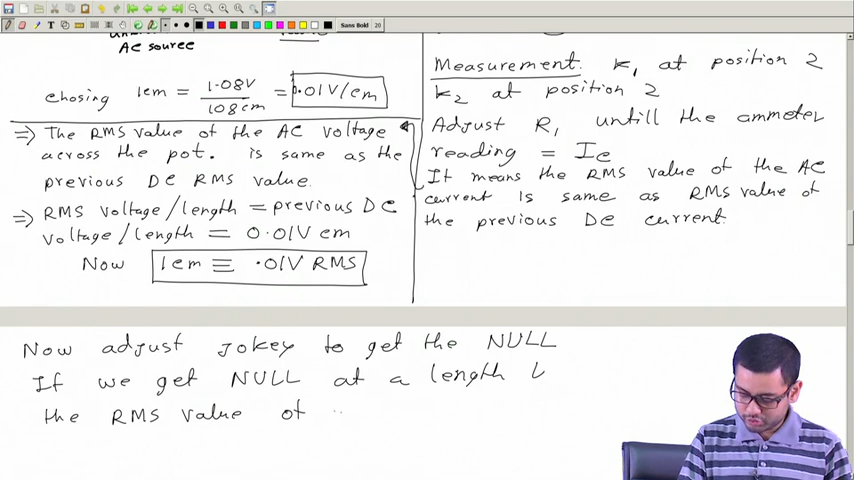 Sans Bold 20
AC source
chosing 1cm = 1.08V / 108cm = 0.01V/cm
⇒ The RMS value of the AC voltage
across the pot. is same as the
previous DC RMS value.
⇒ RMS voltage/length = previous DC
voltage/length = 0.01V cm
Now 1cm ≡ .01V RMS
Measurement. K1 at position 2
K2 at position 2
Adjust R1 untill the ammeter
reading = Ic
It means the RMS value of the AC
current is same as RMS value of
the previous DC current.
Now adjust Jokey to get the NULL
If we get NULL at a length l
the RMS value of